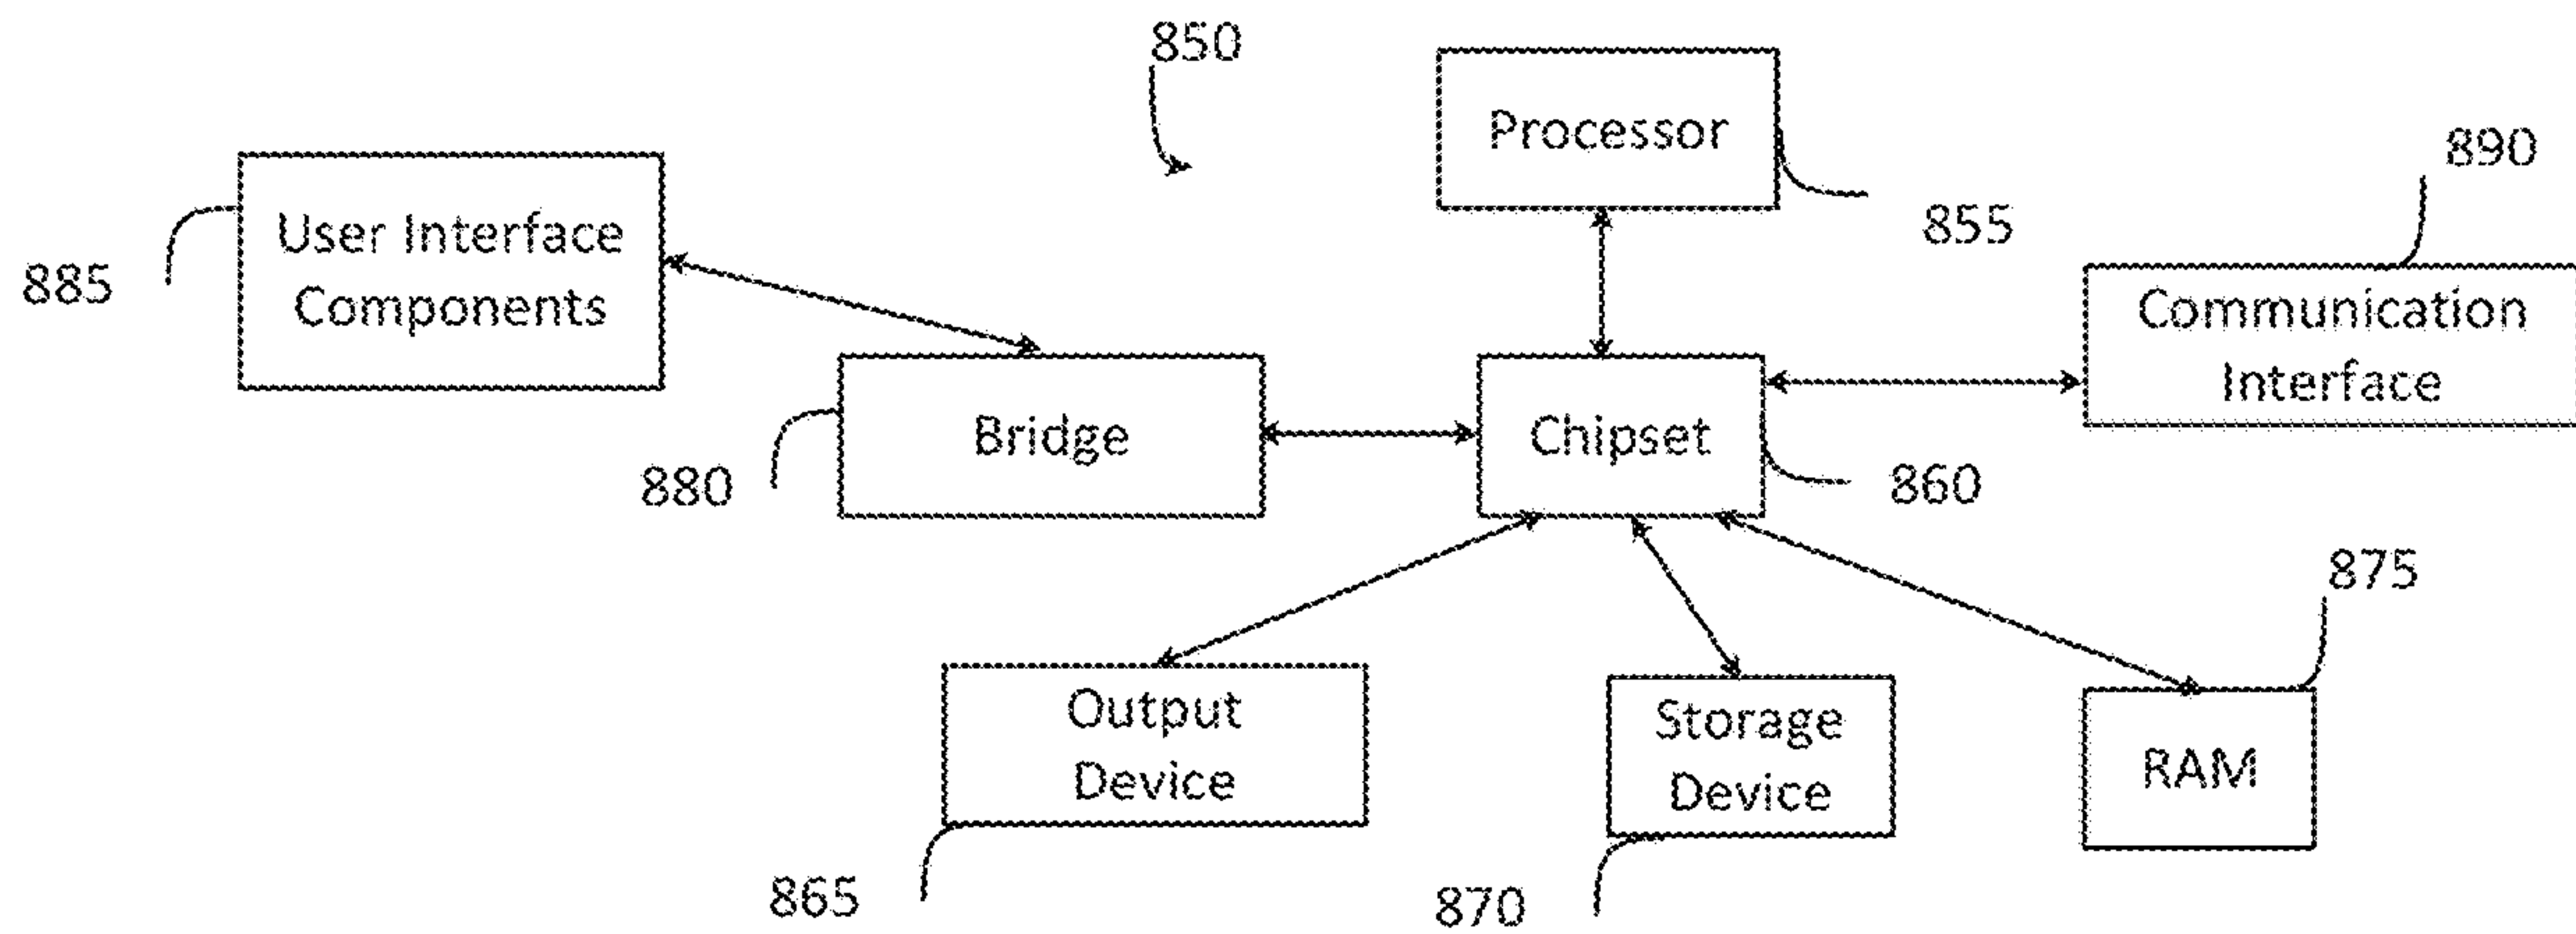 850
Processor
890
User Interface
Components
855
885
Communication
Interface
Bridge
Chipset
880
860
875
Output
Device
Storage
Device
RAM
865
870